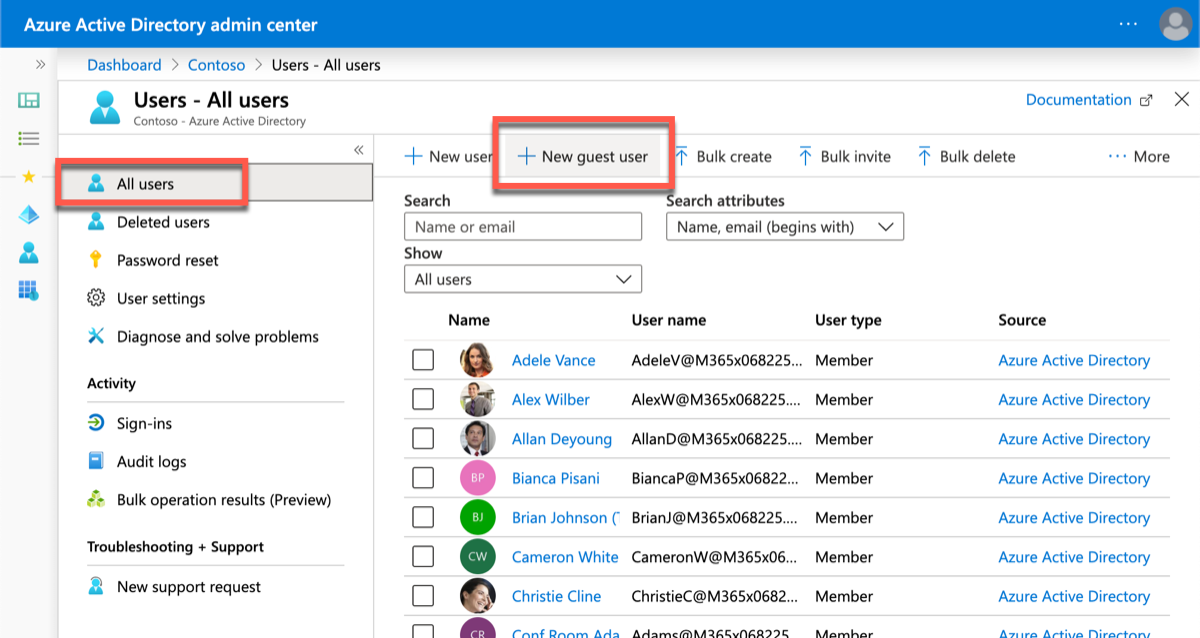 Azure Active Directory admin center
Dashboard > Contoso > Users - All users
Users - All users
Contoso - Azure Active Directory
Documentation
All users
Deleted users
Password reset
User settings
Diagnose and solve problems
Activity
Sign-ins
Audit logs
Bulk operation results (Preview)
Troubleshooting + Support
New support request
New user
New guest user
Bulk create
Bulk invite
Bulk delete
More
Search
Search attributes
Name or email
Name, email (begins with)
Show
All users
Name User name User type Source
Adele Vance AdeleV@M365x068225... Member Azure Active Directory
Alex Wilber AlexW@M365x068225.... Member Azure Active Directory
Allan Deyoung AllanD@M365x068225.... Member Azure Active Directory
BP Bianca Pisani BiancaP@M365x06822... Member Azure Active Directory
BJ Brian Johnson ( BrianJ@M365x068225.... Member Azure Active Directory
CW Cameron White CameronW@M365x06... Member Azure Active Directory
Christie Cline ChristieC@M365x0682... Member Azure Active Directory
CR Conf Room Ada Adams@M365x068225... Member Azure Active Directory